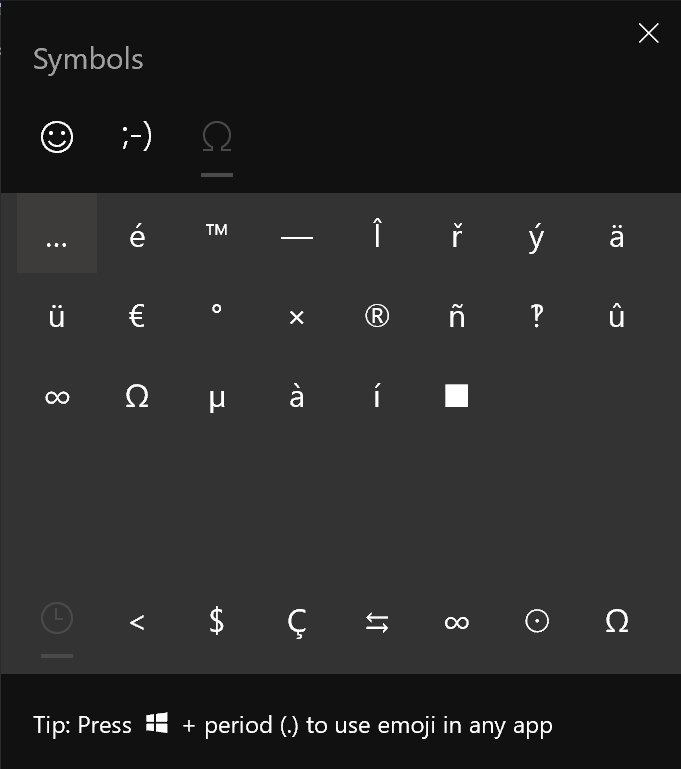 Symbols
;-) Ω
… é ™ — Î ř ý ä
ü € ° × ® ñ ‽ û
∞ Ω µ à í ■
< $ Ç ⇆ ∞ ⊙ Ω
Tip: Press + period (.) to use emoji in any app